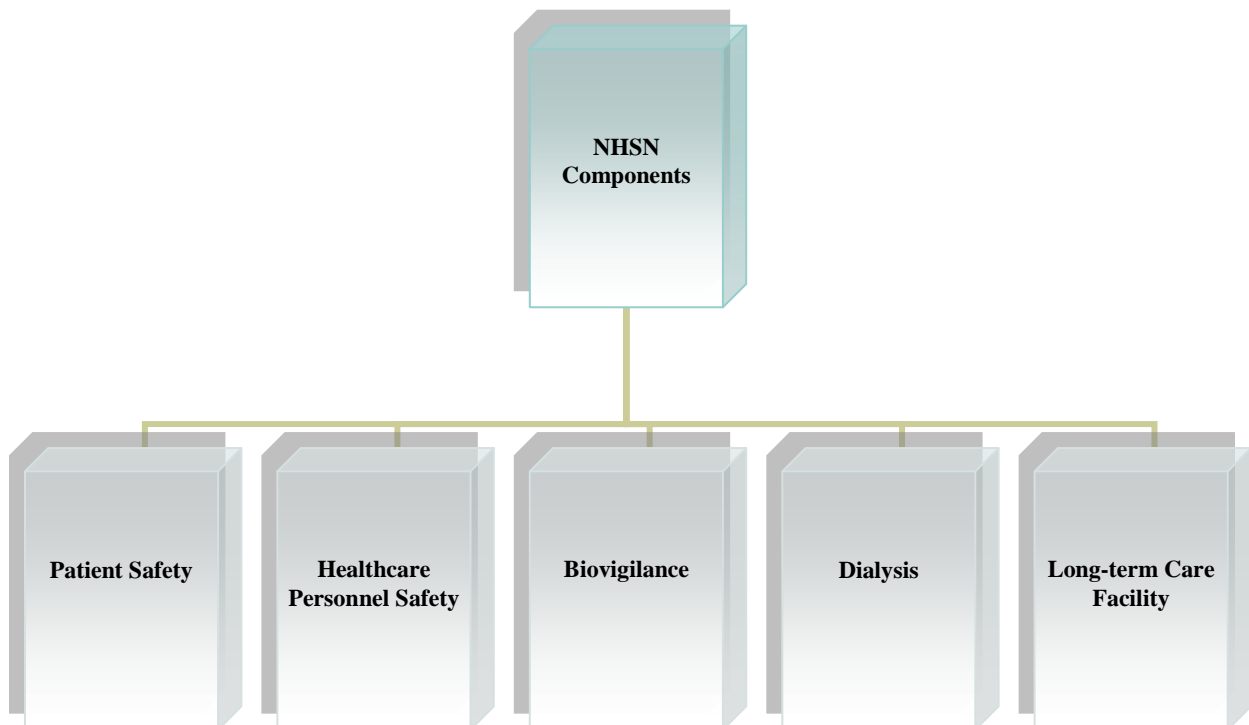 NHSN
Components
Patient Safety
Healthcare
Personnel Safety
Biovigilance
Dialysis
Long-term Care
Facility